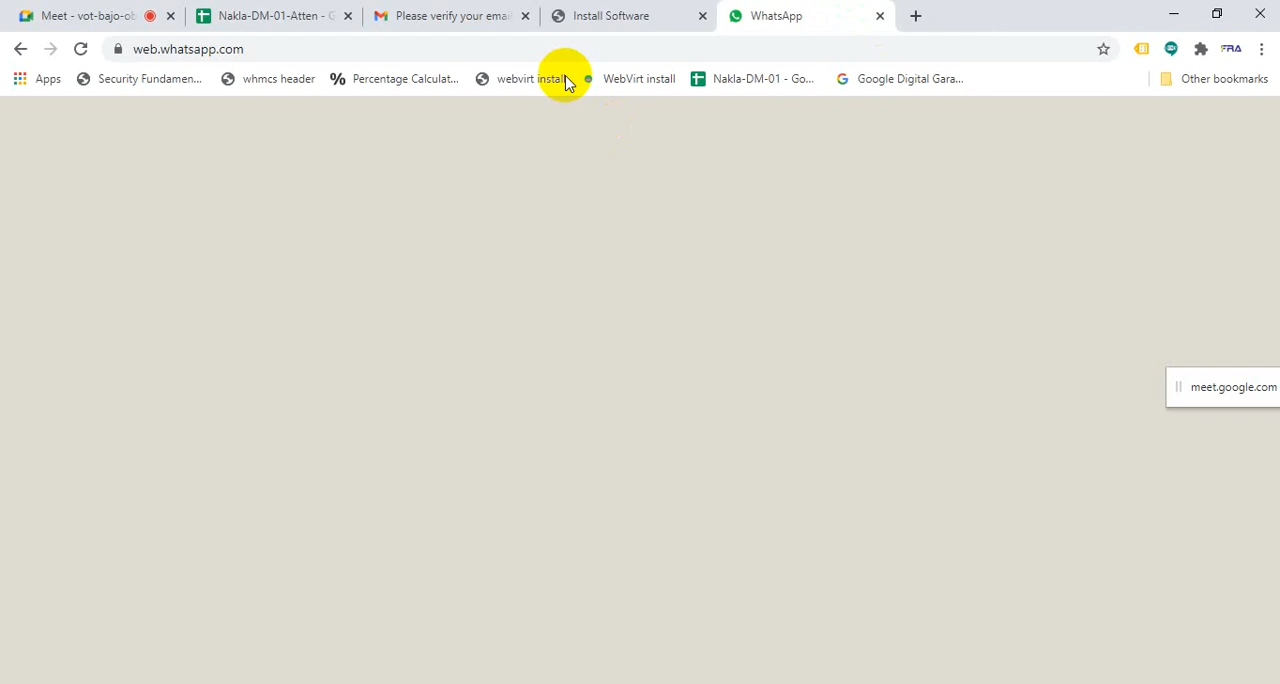 Meet - vot-bajo-ob
Nakla-DM-01-Atten - G
Please verify your emai
Install Software
WhatsApp
web.whatsapp.com
FRA
Apps
Security Fundamen...
whmcs header
Percentage Calculat...
webvirt install
WebVirt install
Nakla-DM-01 - Go...
Google Digital Gara...
Other bookmarks
meet.google.com